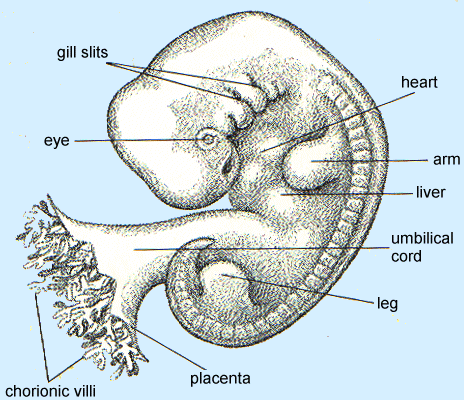 gill slits
heart
eye
arm
liver
umbilical
cord
leg
placenta
chorionic villi